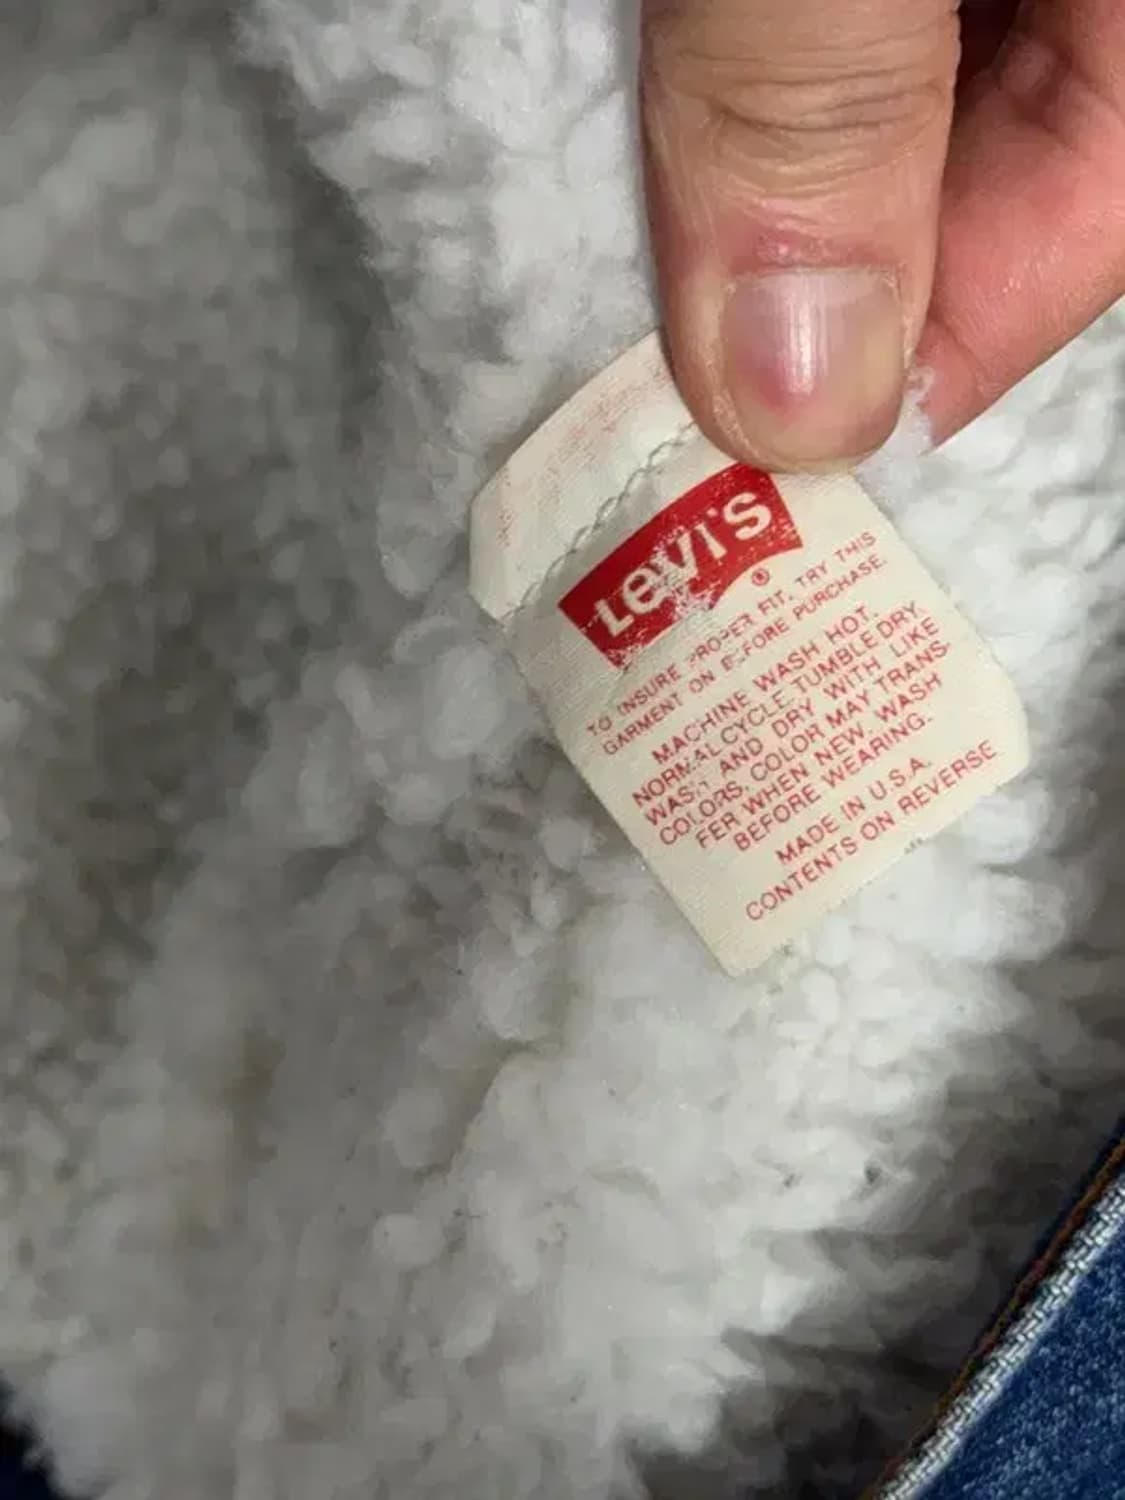 Levi's
®
TO INSURE PROPER FIT, TRY THIS
GARMENT ON BEFORE PURCHASE.
MACHINE WASH HOT.
NORMAL CYCLE. TUMBLE DRY.
WASH AND DRY WITH LIKE
COLORS. COLOR MAY TRANS-
FER WHEN NEW. WASH
BEFORE WEARING.
MADE IN U.S.A.
CONTENTS ON REVERSE